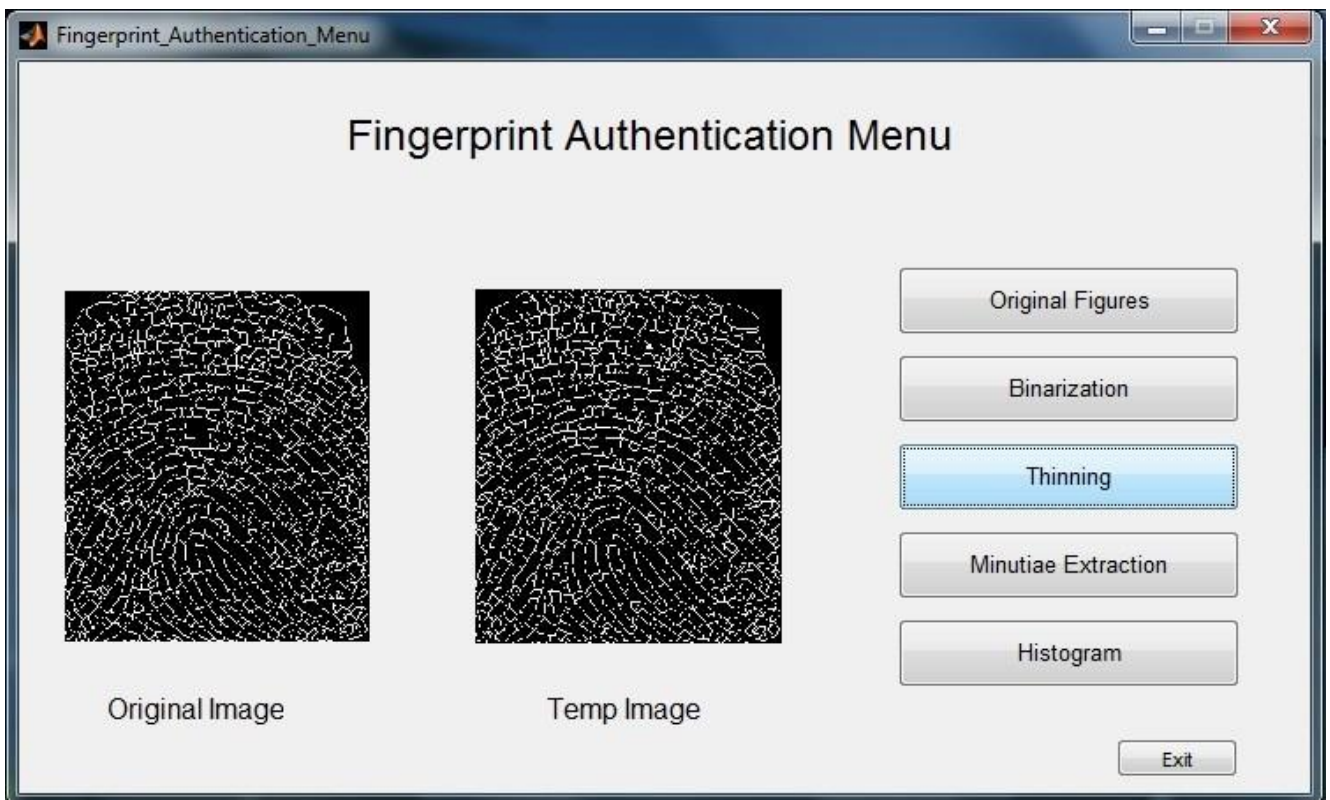 Fingerprint_Authentication_Menu
Fingerprint Authentication Menu
Original Figures
Binarization
Thinning
Minutiae Extraction
Histogram
Original Image
Temp Image
Exit